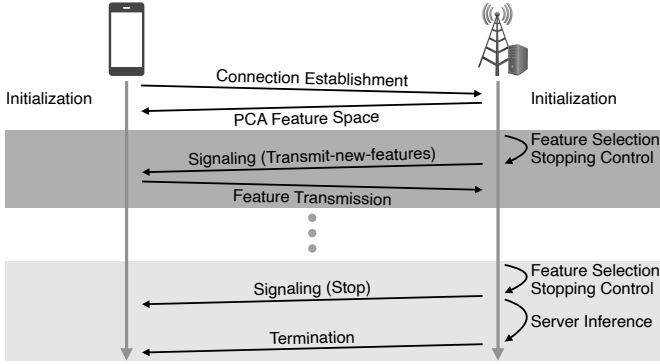 Connection Establishment
Initialization
Initialization
PCA Feature Space
Feature Selection
Stopping Control
Signaling (Transmit-new-features)
Feature Transmission
Feature Selection
Stopping Control
Signaling (Stop)
Server Inference
Termination